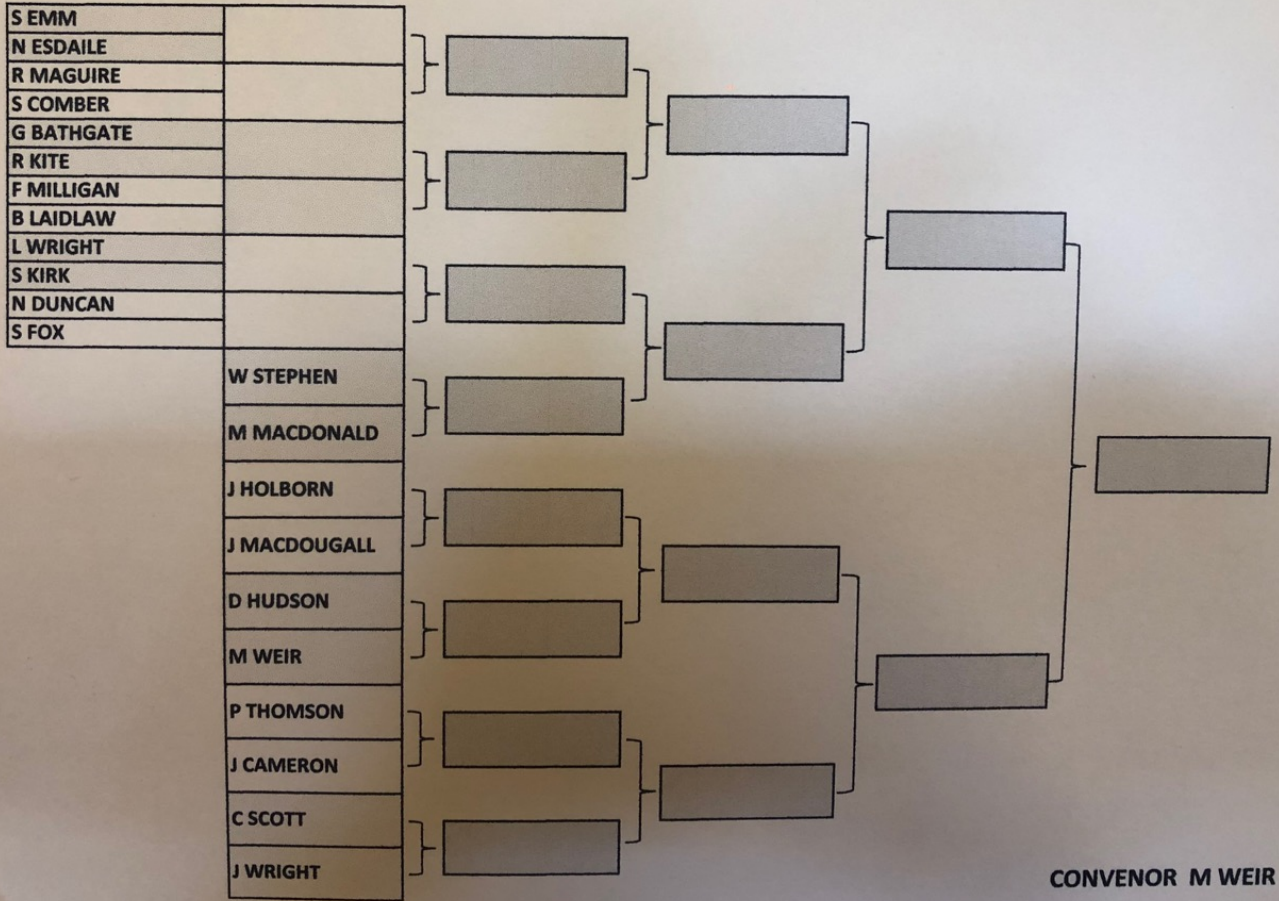 S EMM
N ESDAILE
R MAGUIRE
S COMBER
G BATHGATE
R KITE
F MILLIGAN
B LAIDLAW
L WRIGHT
S KIRK
N DUNCAN
S FOX
W STEPHEN
M MACDONALD
J HOLBORN
J MACDOUGALL
D HUDSON
M WEIR
P THOMSON
J CAMERON
C SCOTT
J WRIGHT
CONVENOR M WEIR